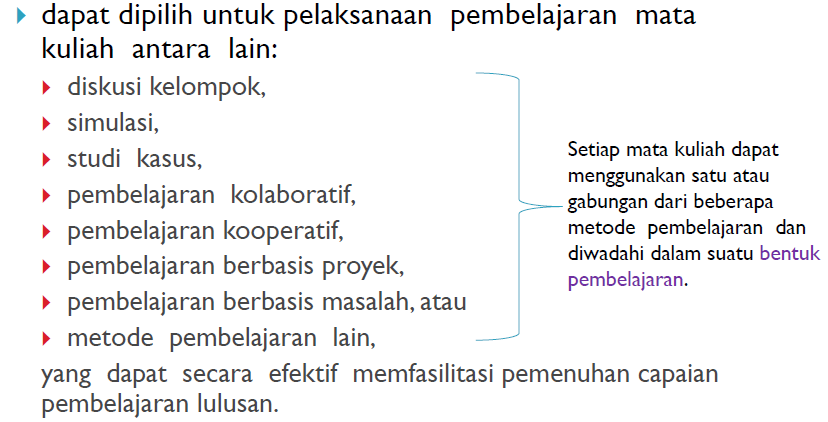 dapat dipilih untuk pelaksanaan pembelajaran mata
kuliah antara lain:
diskusi kelompok,
simulasi,
studi kasus,
pembelajaran kolaboratif,
pembelajaran kooperatif,
pembelajaran berbasis proyek,
pembelajaran berbasis masalah, atau
metode pembelajaran lain,
yang dapat secara efektif memfasilitasi pemenuhan capaian
pembelajaran lulusan.
Setiap mata kuliah dapat
menggunakan satu atau
gabungan dari beberapa
metode pembelajaran dan
diwadahi dalam suatu bentuk
pembelajaran.